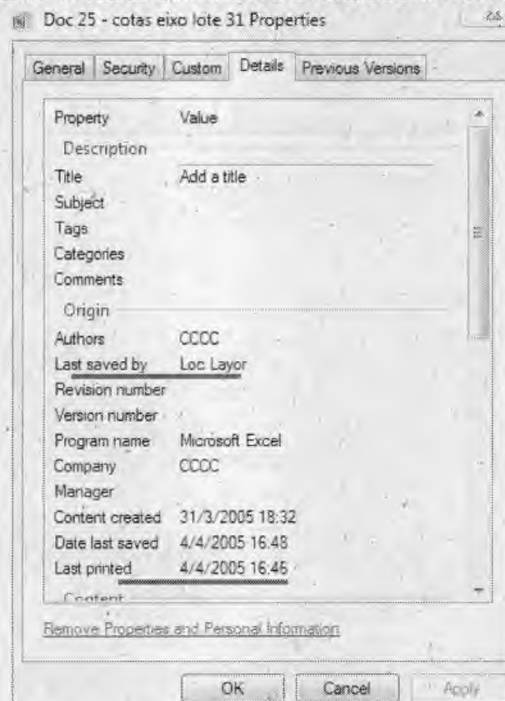 Doc 25 - cotas eixo lote 31 Properties
General Security Custom Details Previous Versions
Property Value
Description
Title Add a title
Subject
Tags
Categories
Comments
Origin
Authors CCCC
Last saved by Loc Layor
Revision number
Version number
Program name Microsoft Excel
Company CCCC
Manager
Content created 31/3/2005 18:32
Date last saved 4/4/2005 16:48
Last printed 4/4/2005 16:46
Content
Remove Properties and Personal Information
OK Cancel Apply